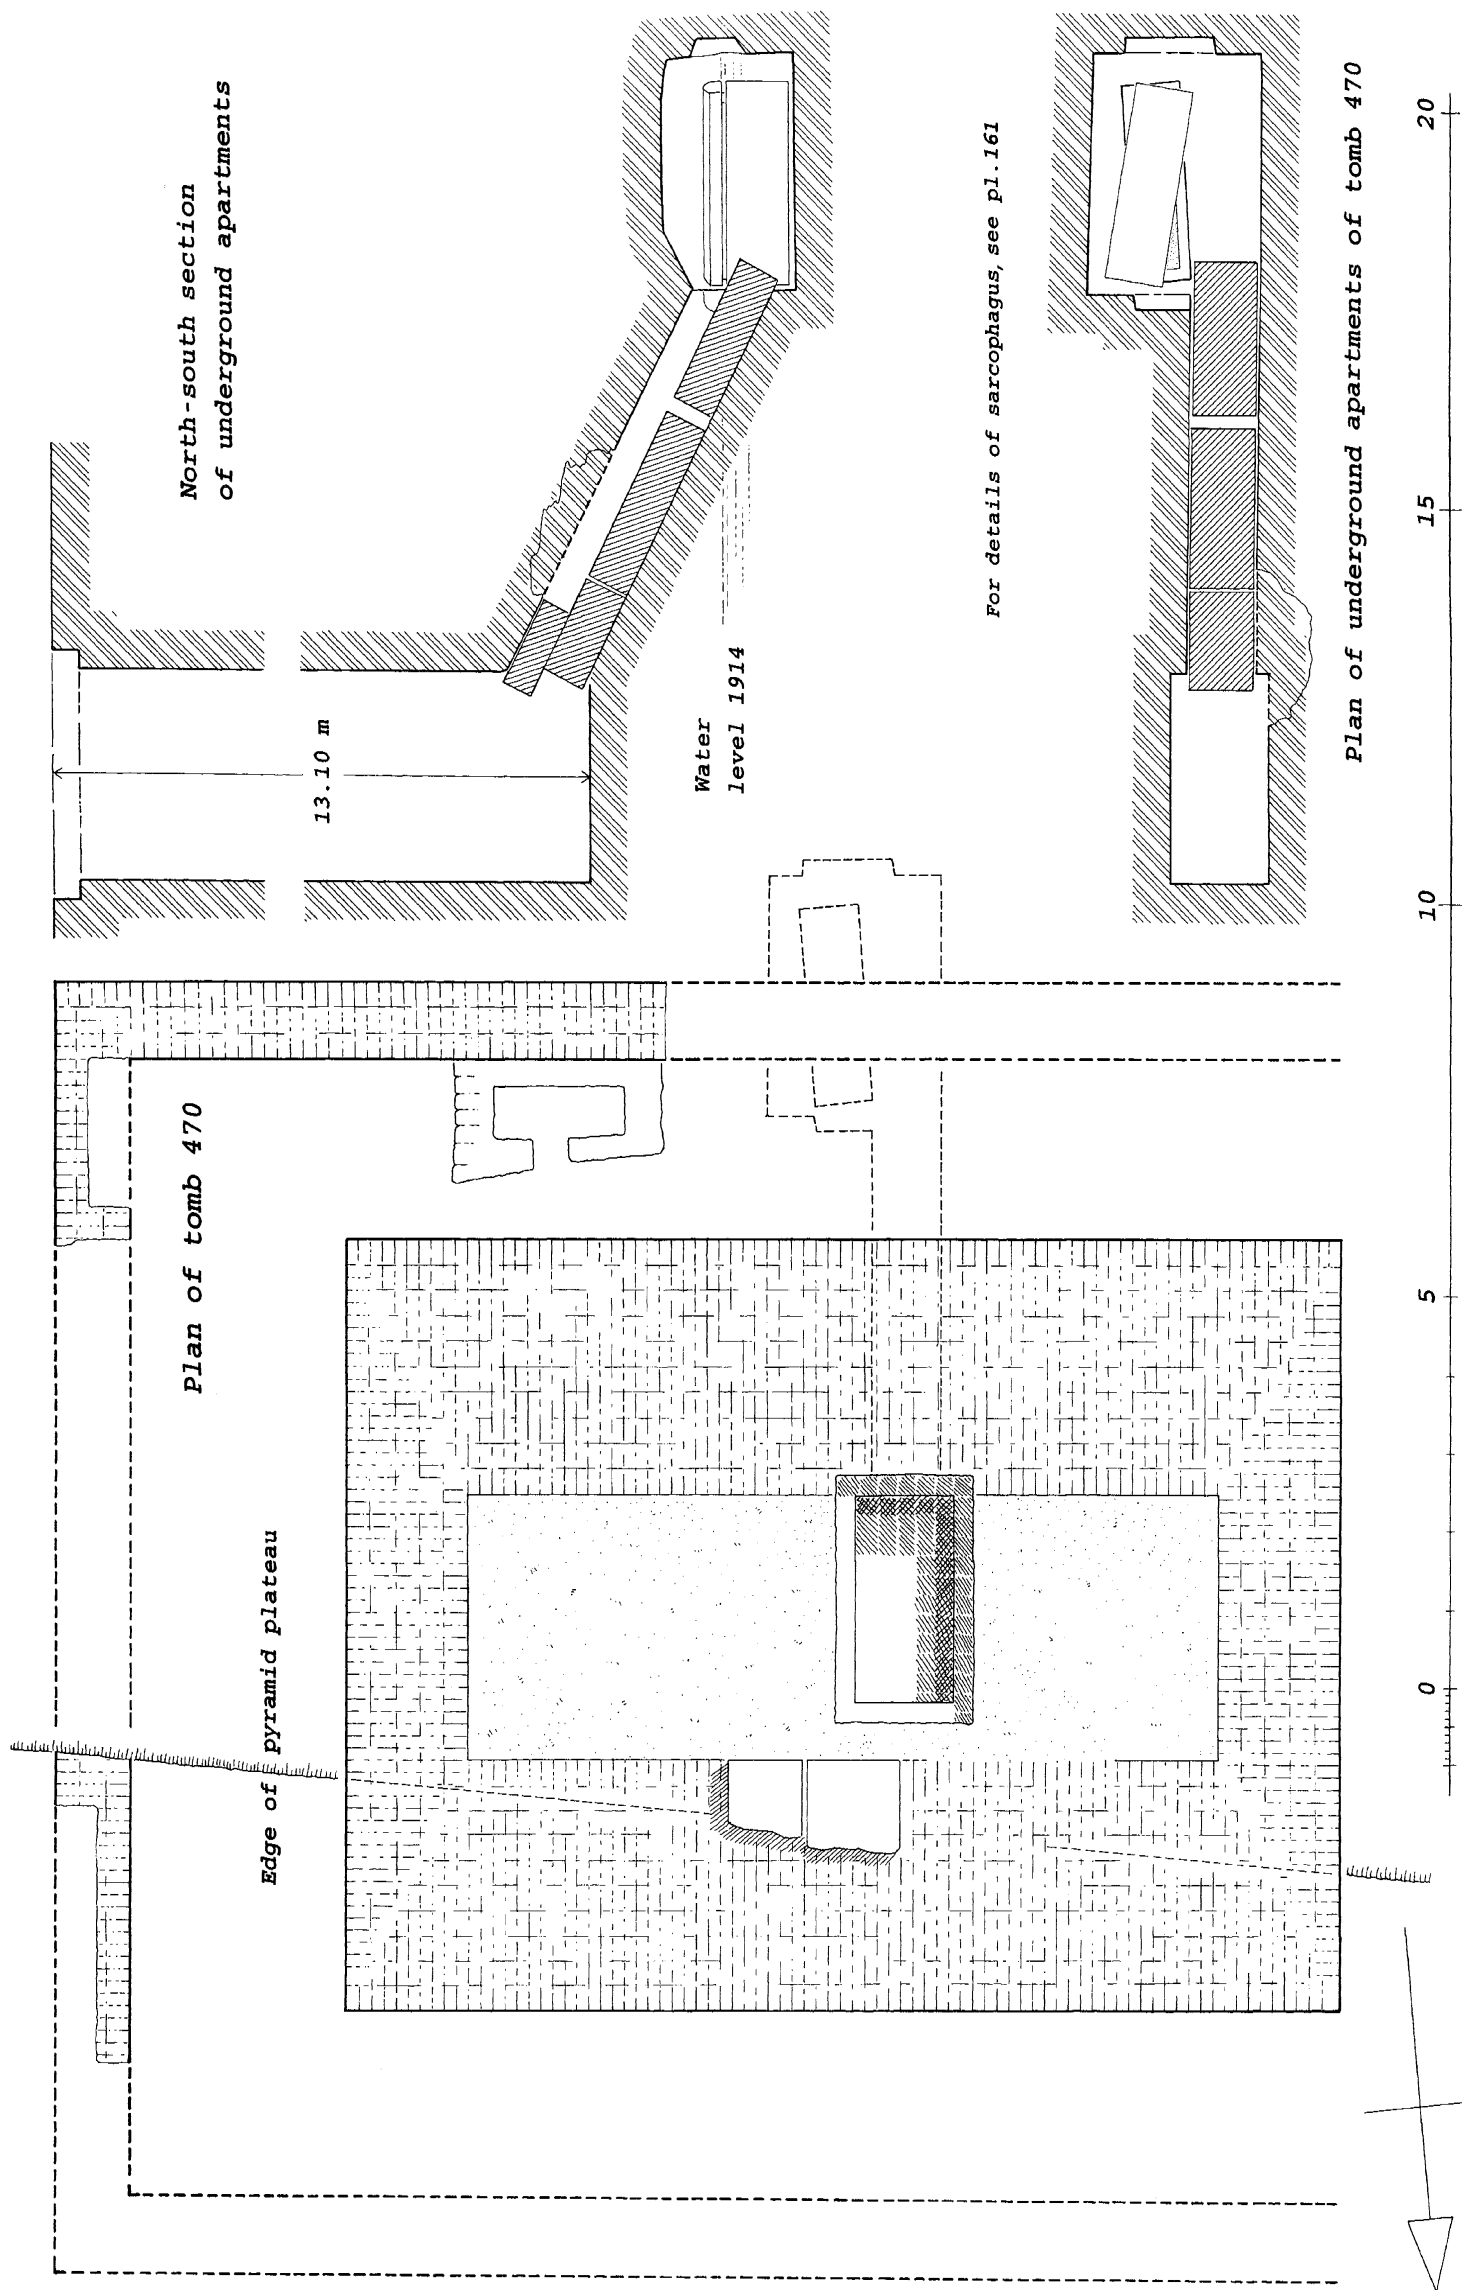 North-south section
of underground apartments
13.10 m
Water
level 1914
For details of sarcophagus, see pl.161
Plan of underground apartments of tomb 470
Plan of tomb 470
Edge of pyramid plateau
0
5
10
15
20